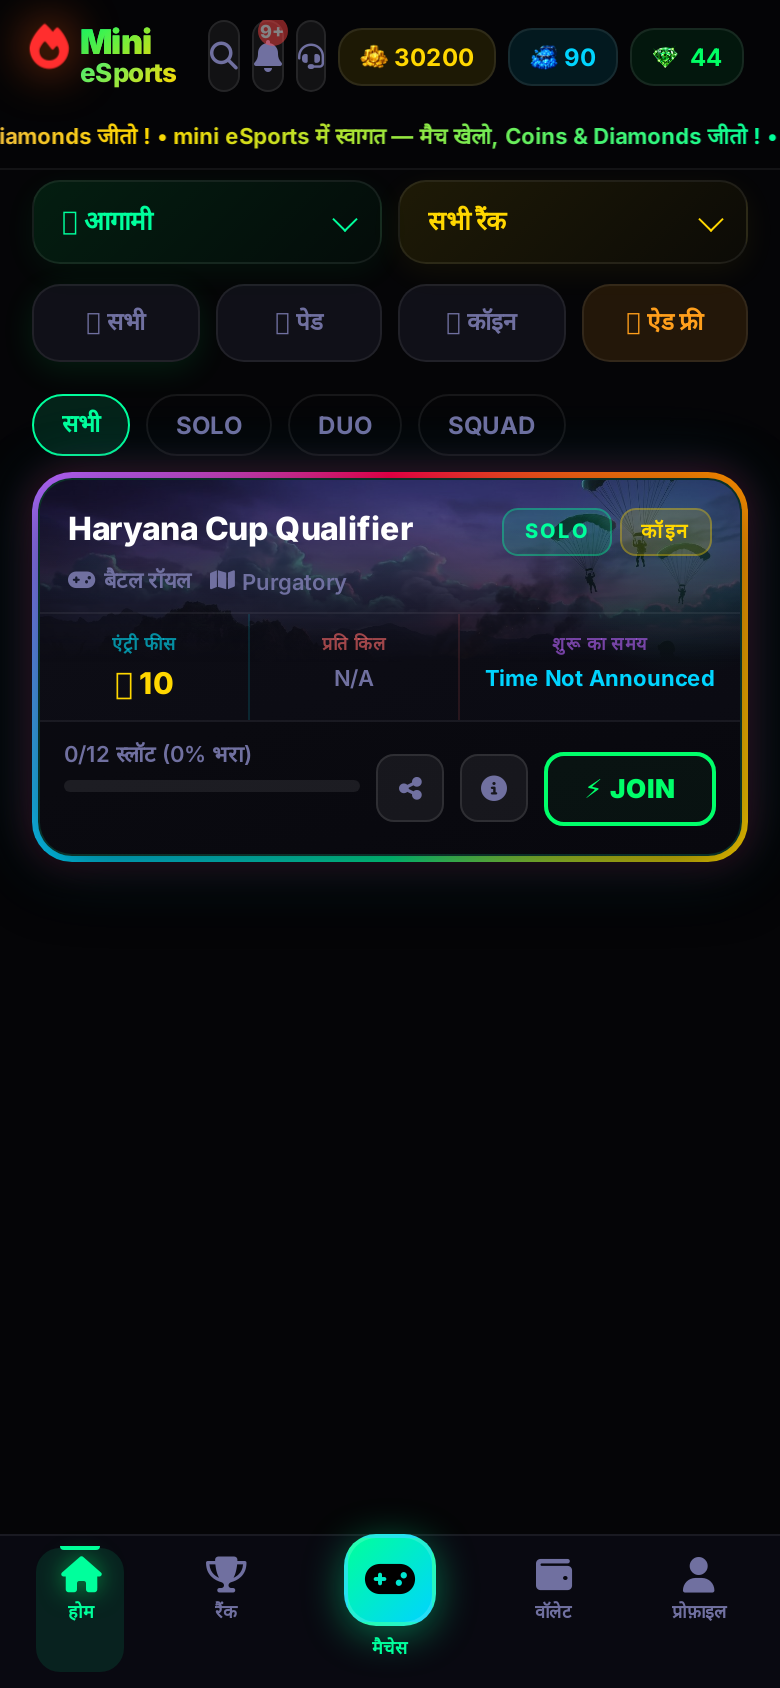 Mini
eSports
9+
30200
90
44
iamonds जीतो ! • mini eSports में स्वागत — मैच खेलो, Coins & Diamonds जीतो ! •
आगामी
सभी रैंक
सभी
पेड
कॉइन
ऐड फ्री
सभी
SOLO
DUO
SQUAD
Haryana Cup Qualifier
SOLO
कॉइन
बैटल रॉयल
Purgatory
एंट्री फीस
प्रति किल
शुरू का समय
10
N/A
Time Not Announced
0/12 स्लॉट (0% भरा)
⚡ JOIN
होम
रैंक
मैचेस
वॉलेट
प्रोफ़ाइल